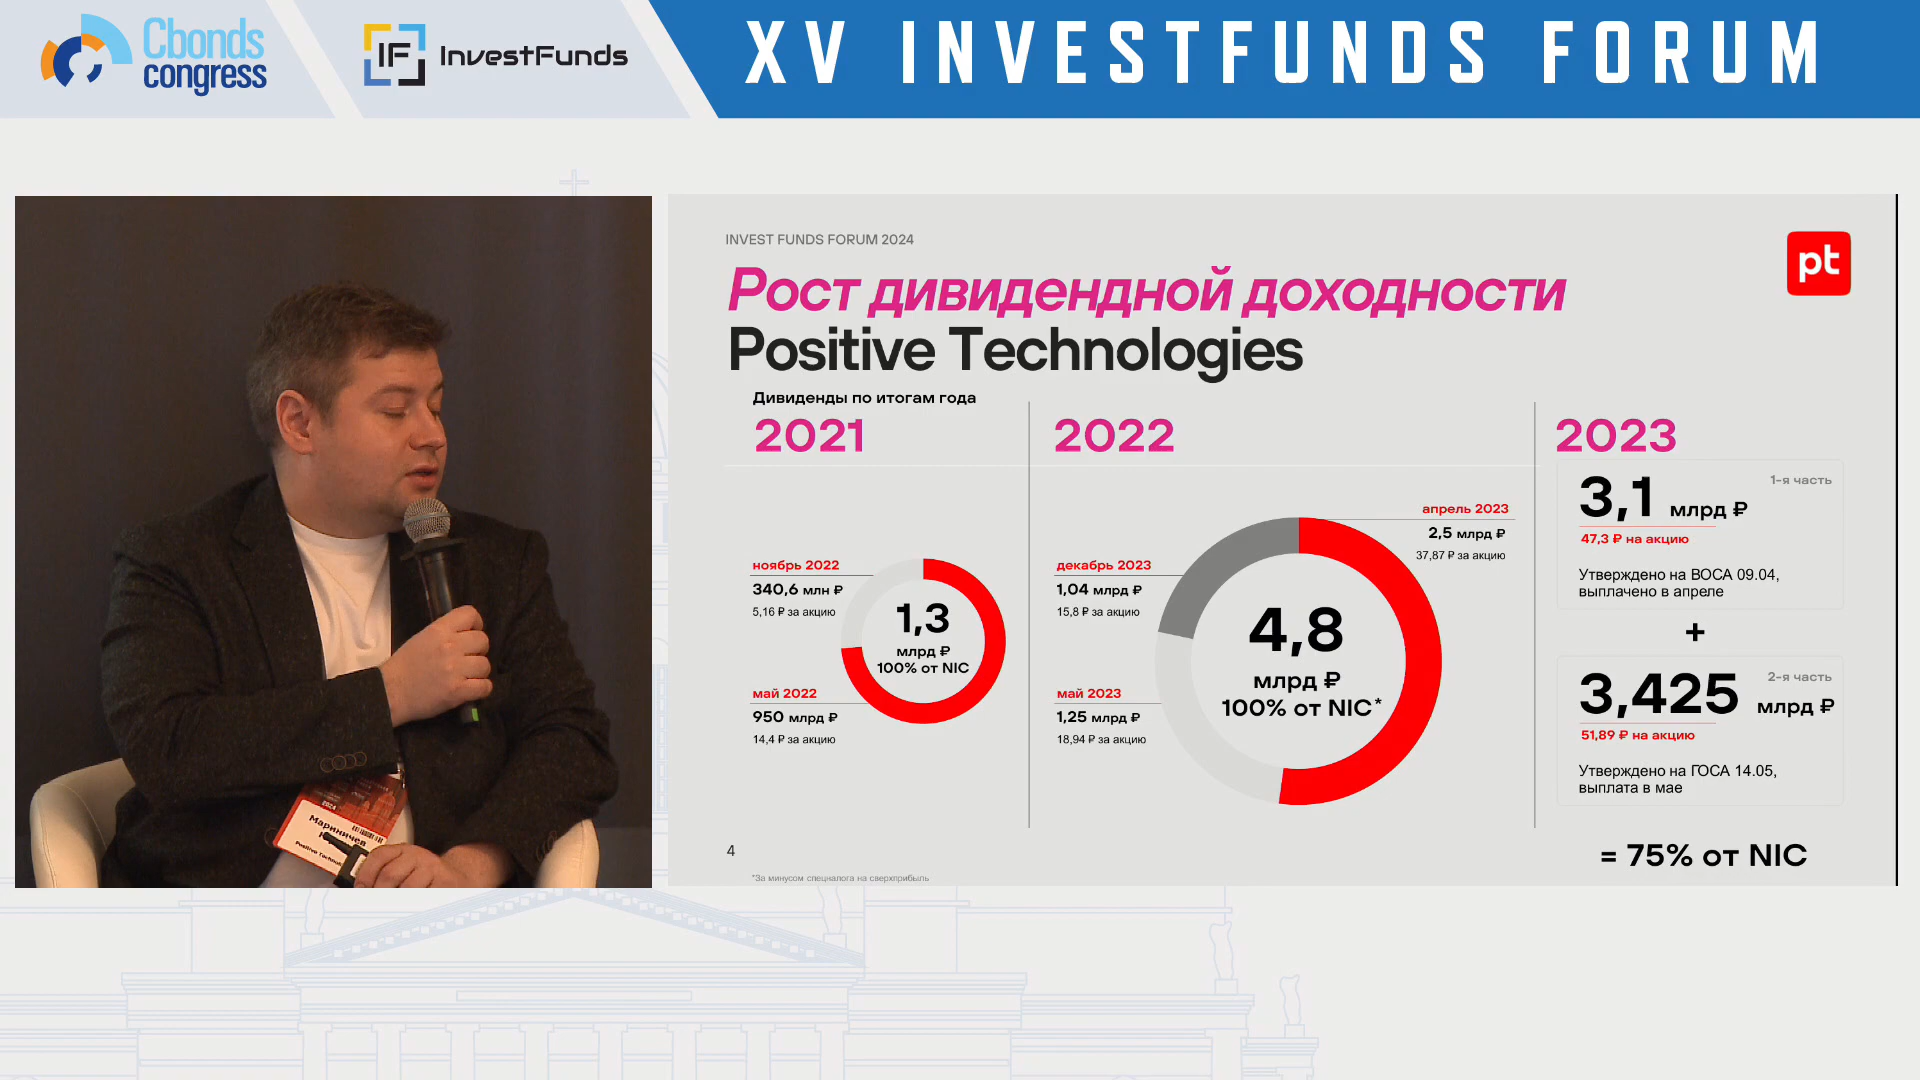 Cbonds
congress
IF InvestFunds
XV INVESTFUNDS FORUM
INVEST FUNDS FORUM 2024
pt
Рост дивидендной доходности
Positive Technologies
Дивиденды по итогам года
2021
ноябрь 2022
340,6 млн ₽
5,16 ₽ за акцию
май 2022
950 млрд ₽
14,4 ₽ за акцию
1,3
млрд ₽
100% от NIC
2022
декабрь 2023
1,04 млрд ₽
15,8 ₽ за акцию
май 2023
1,25 млрд ₽
18,94 ₽ за акцию
апрель 2023
2,5 млрд ₽
37,87 ₽ за акцию
4,8
млрд ₽
100% от NIC*
2023
1-я часть
3,1 млрд ₽
47,3 ₽ на акцию
Утверждено на ВОСА 09.04,
выплачено в апреле
+
2-я часть
3,425 млрд ₽
51,89 ₽ на акцию
Утверждено на ГОСА 14.05,
выплата в мае
= 75% от NIC
4
*За минусом спецналога на сверхприбыль
2024
Мариничев
Positive